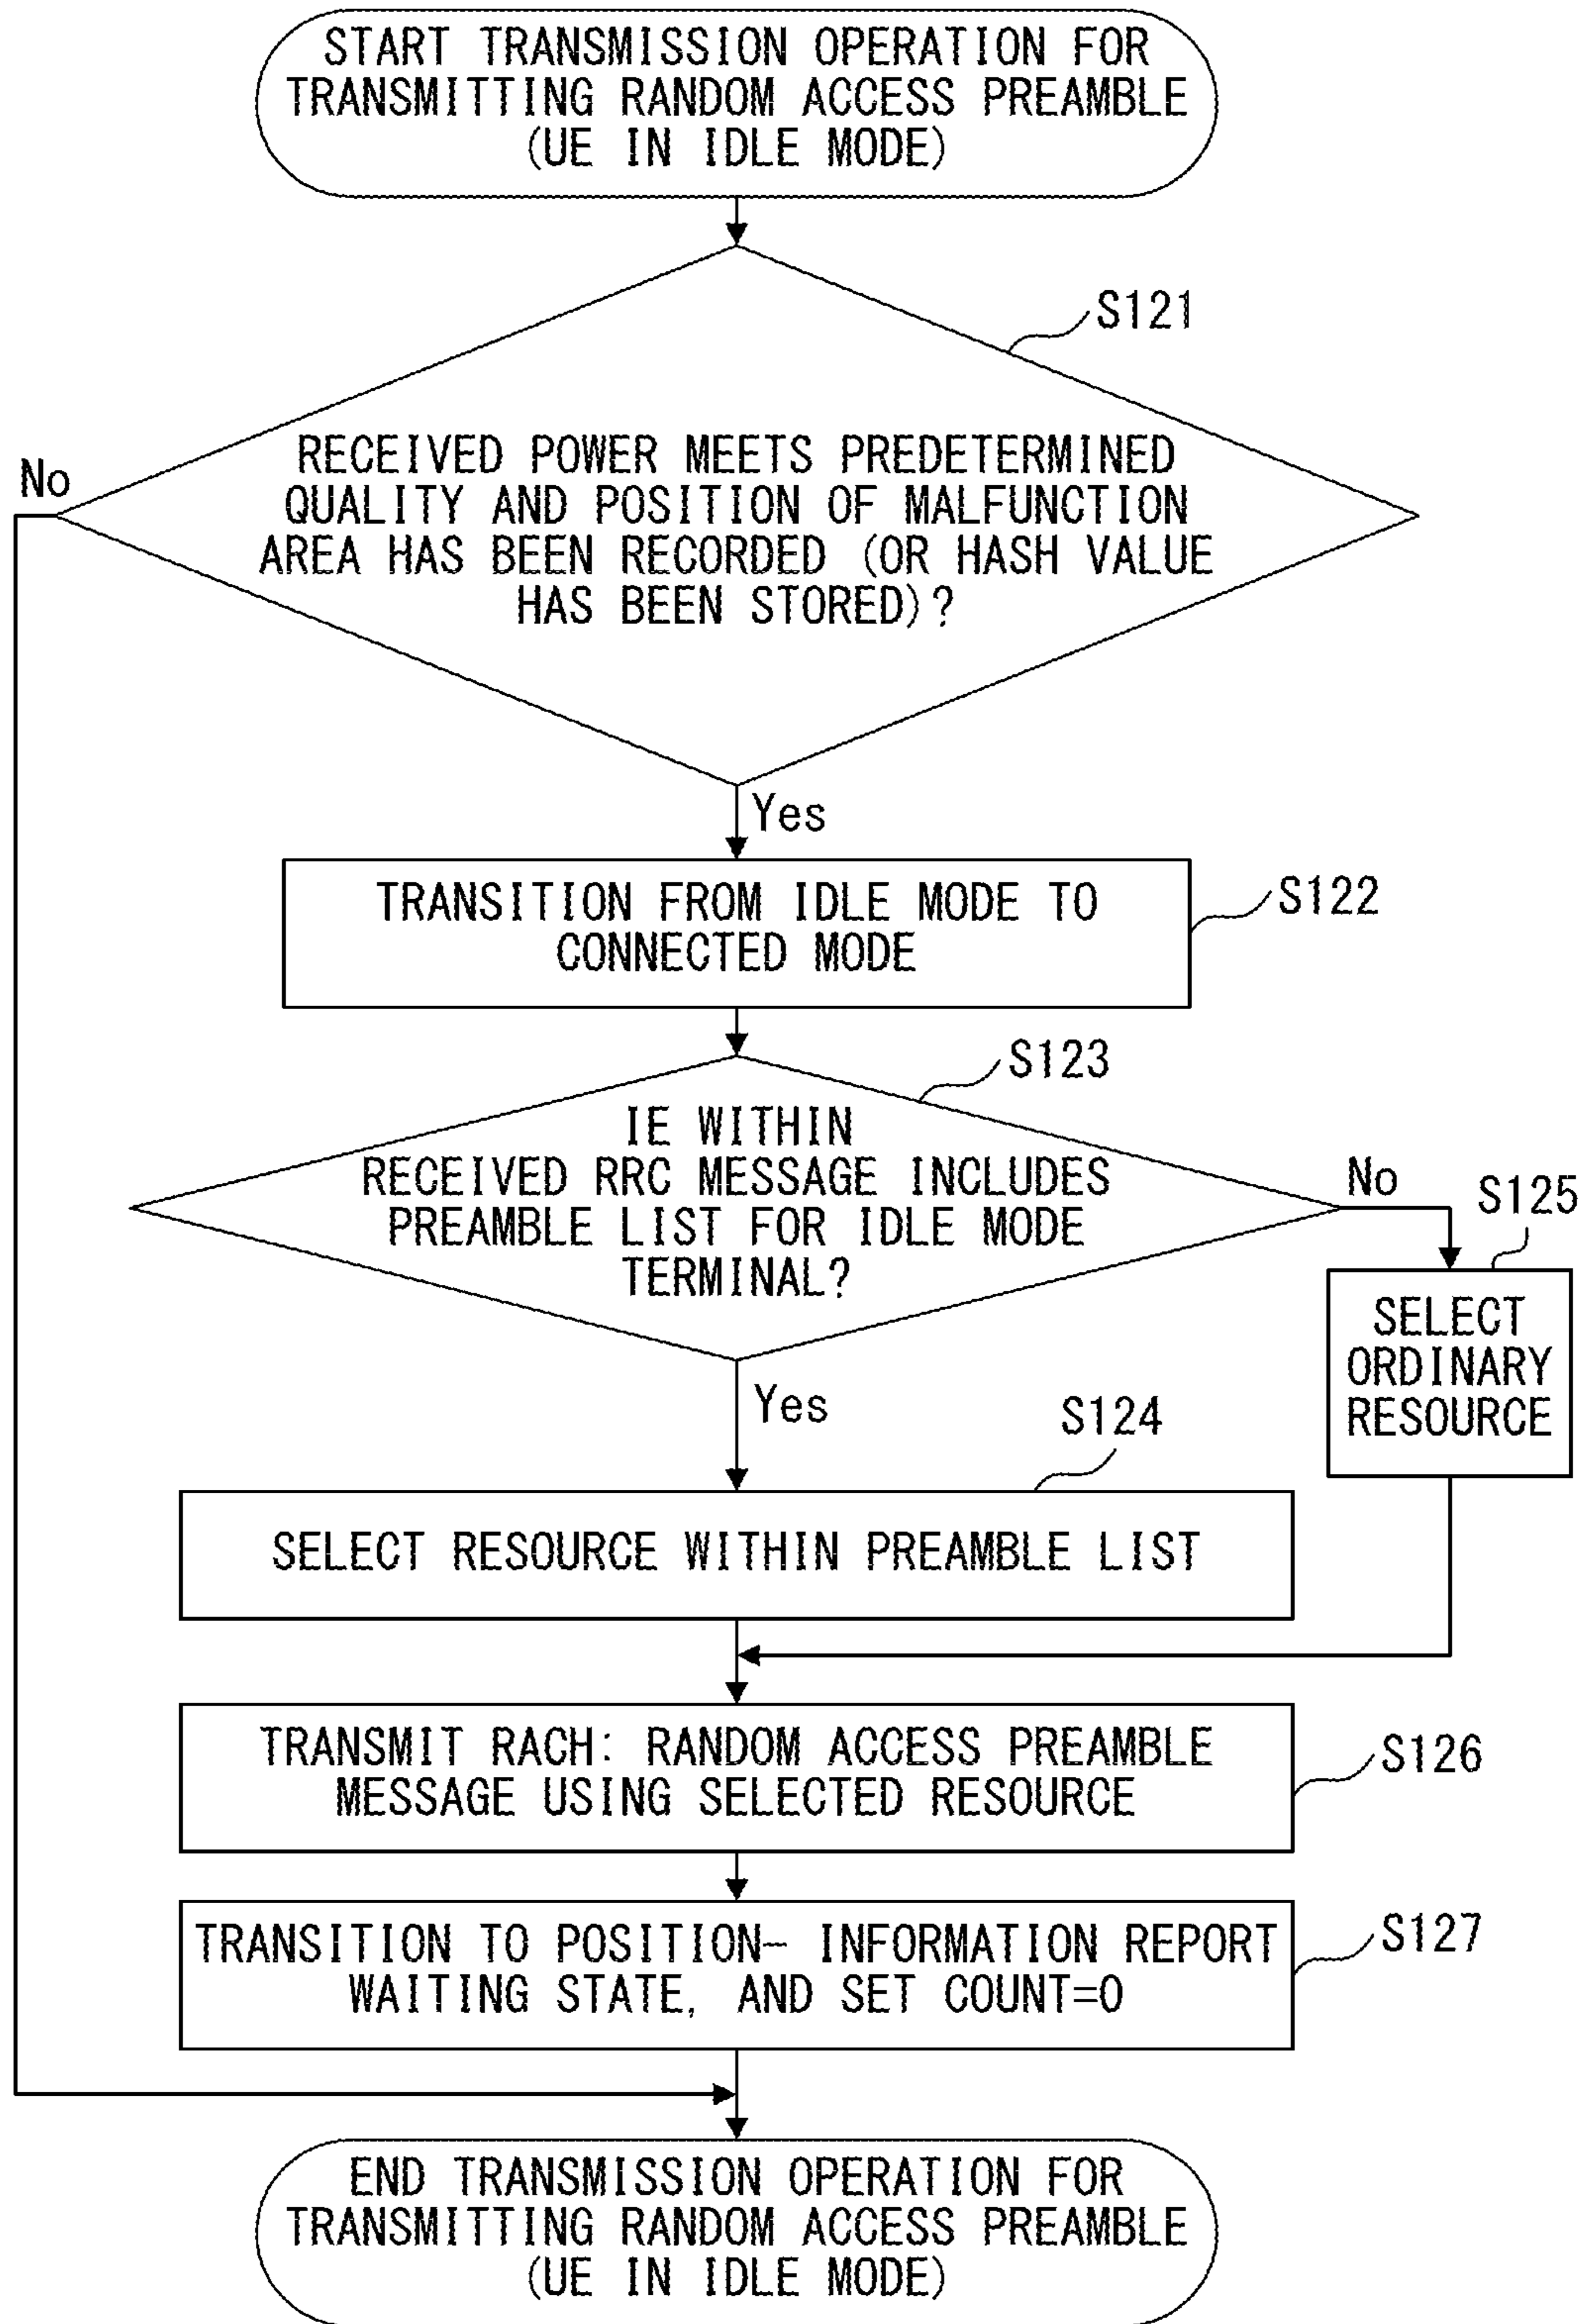 START TRANSMISSION OPERATION FOR
TRANSMITTING RANDOM ACCESS PREAMBLE
(UE IN IDLE MODE)
S121
No
RECEIVED POWER MEETS PREDETERMINED
QUALITY AND POSITION OF MALFUNCTION
AREA HAS BEEN RECORDED (OR HASH VALUE
HAS BEEN STORED)?
Yes
TRANSITION FROM IDLE MODE TO
CONNECTED MODE
S122
S123
IE WITHIN
RECEIVED RRC MESSAGE INCLUDES
PREAMBLE LIST FOR IDLE MODE
TERMINAL?
No
S125
SELECT
ORDINARY
RESOURCE
Yes
S124
SELECT RESOURCE WITHIN PREAMBLE LIST
TRANSMIT RACH: RANDOM ACCESS PREAMBLE
MESSAGE USING SELECTED RESOURCE
S126
TRANSITION TO POSITION- INFORMATION REPORT
WAITING STATE, AND SET COUNT=0
S127
END TRANSMISSION OPERATION FOR
TRANSMITTING RANDOM ACCESS PREAMBLE
(UE IN IDLE MODE)